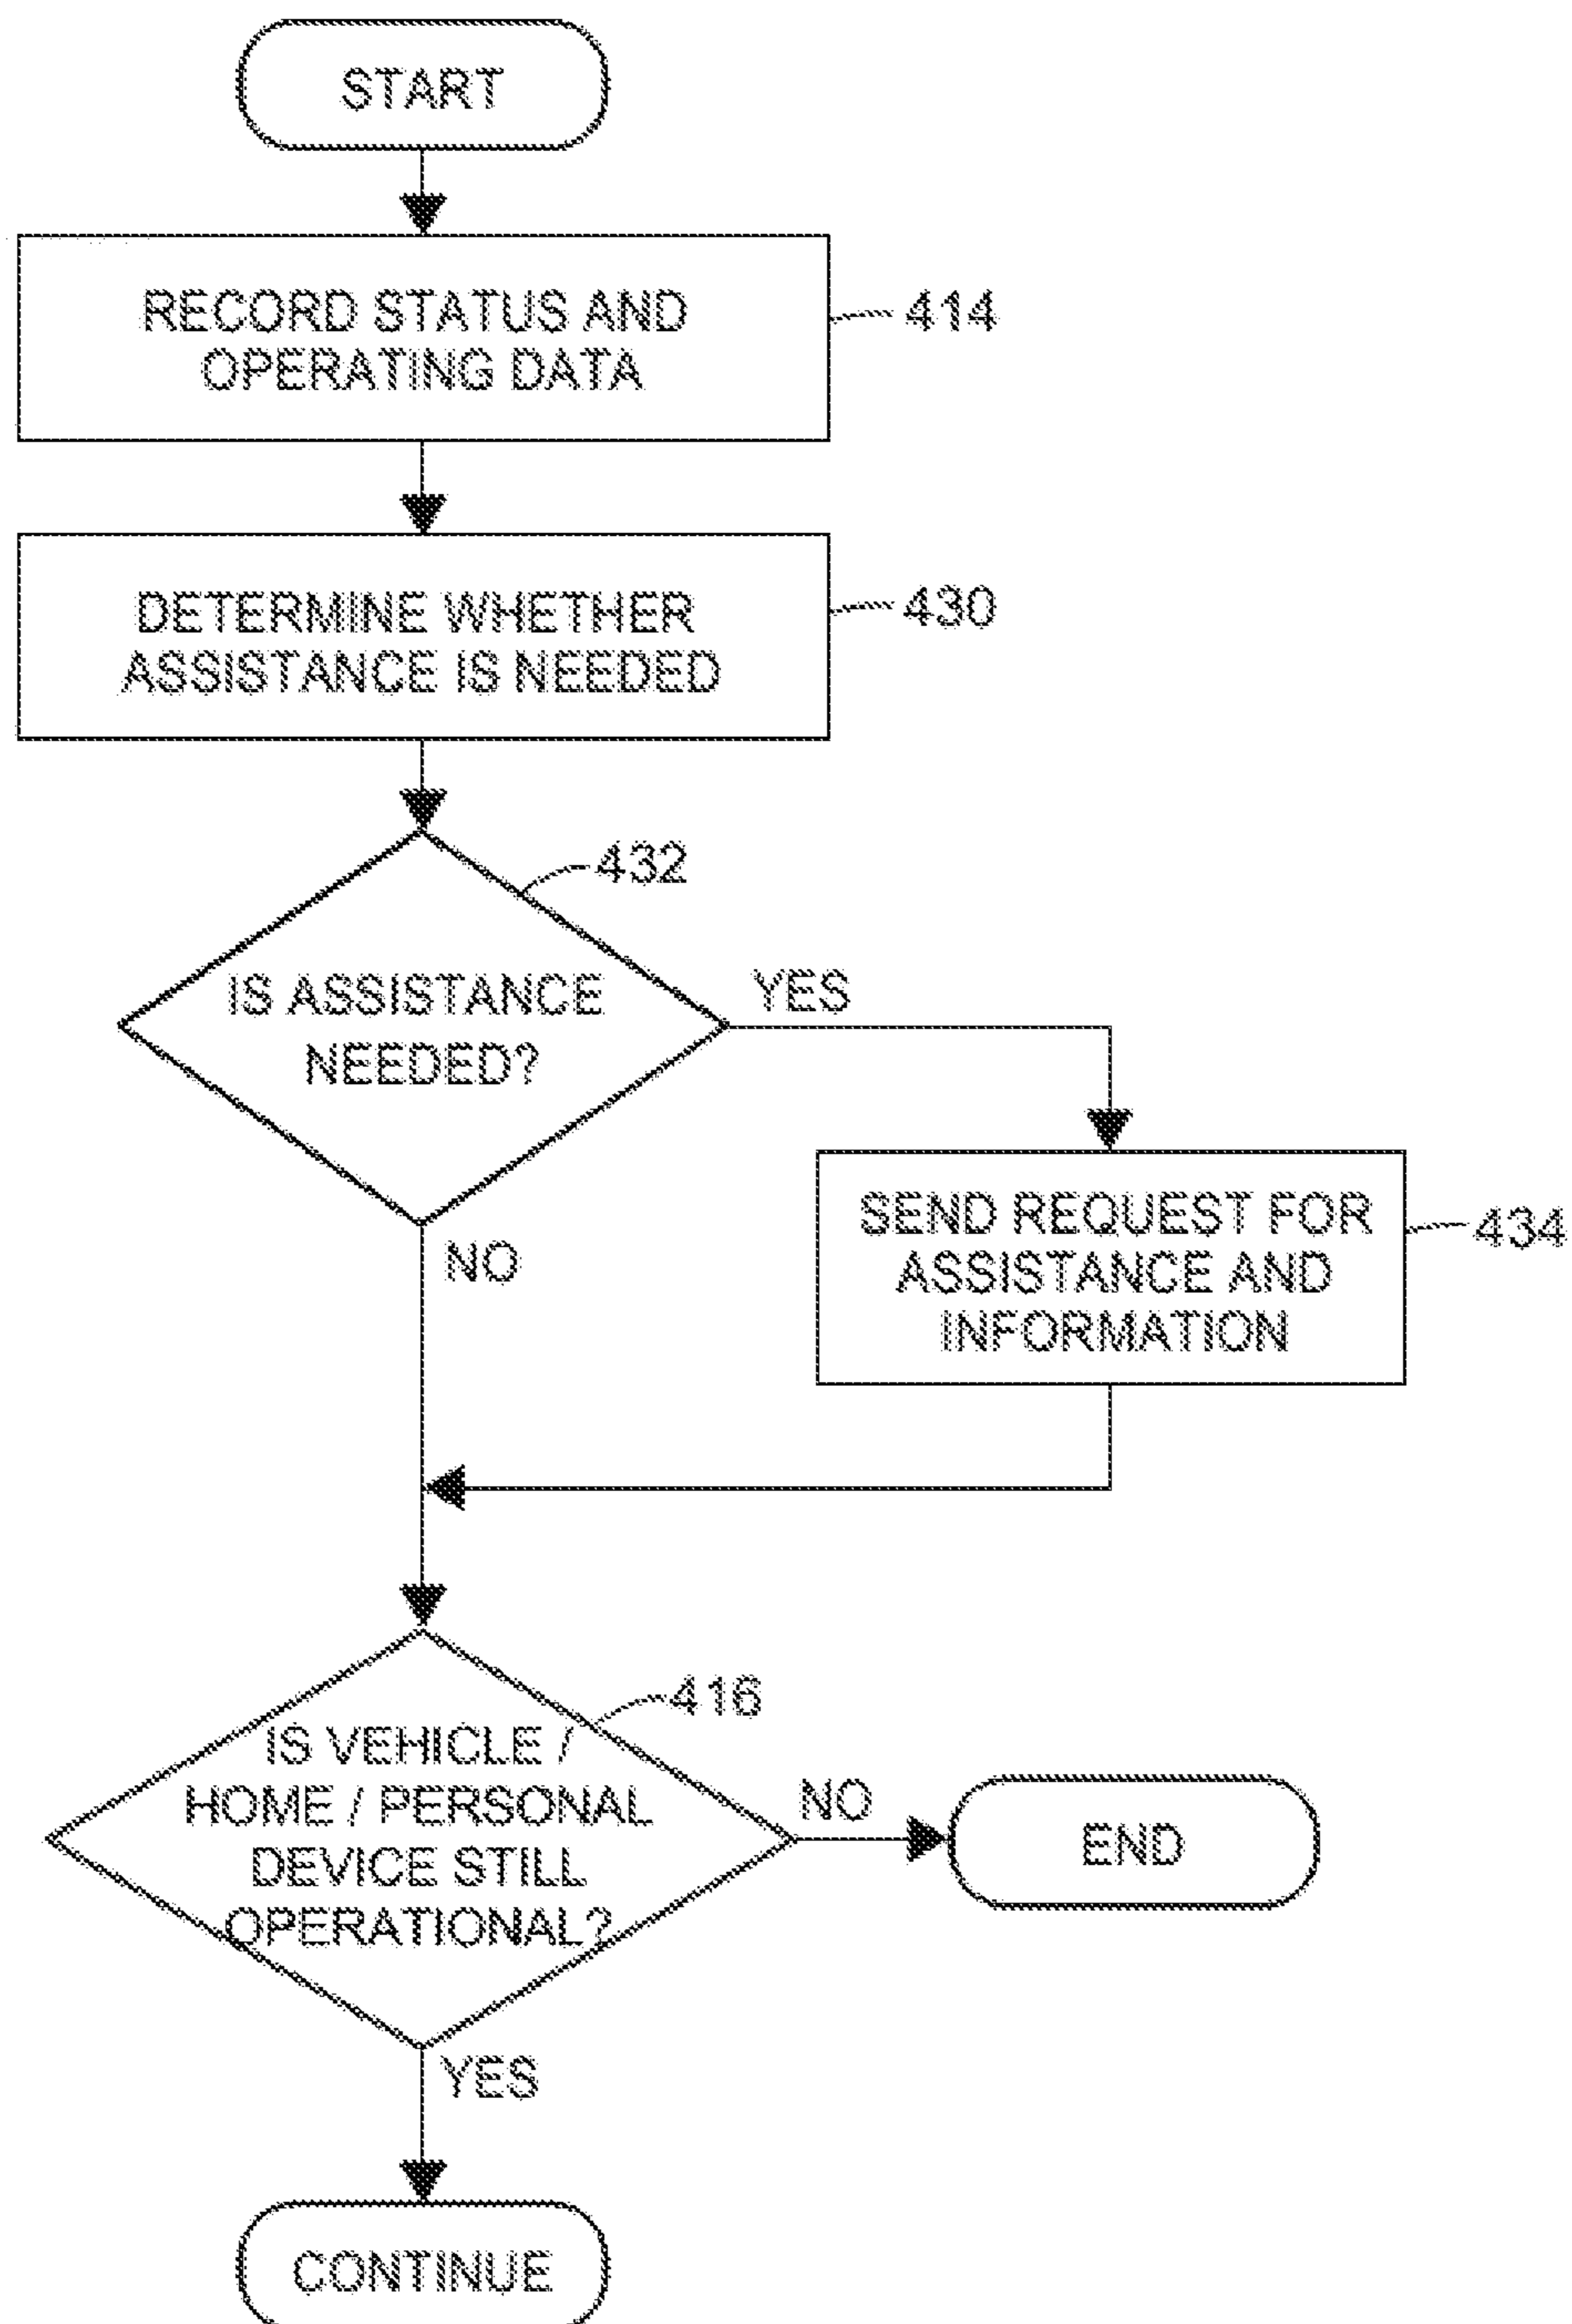 START
RECORD STATUS AND
OPERATING DATA
414
DETERMINE WHETHER
ASSISTANCE IS NEEDED
430
432
IS ASSISTANCE
NEEDED?
YES
NO
SEND REQUEST FOR
ASSISTANCE AND
INFORMATION
434
416
IS VEHICLE /
HOME / PERSONAL
DEVICE STILL
OPERATIONAL?
NO
END
YES
CONTINUE